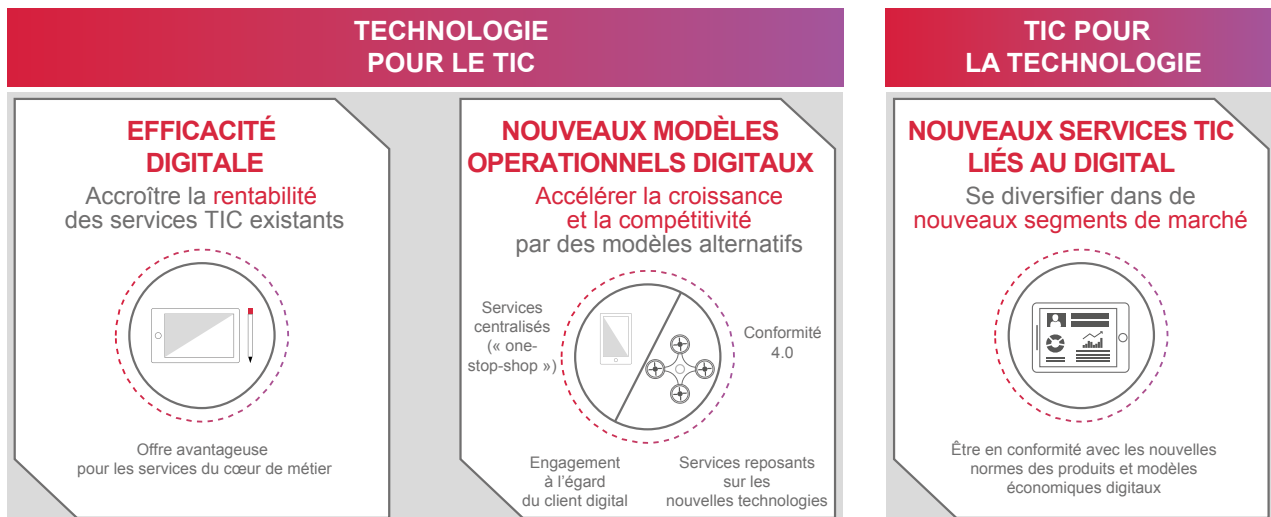 TECHNOLOGIE
POUR LE TIC
EFFICACITÉ
DIGITALE
Accroître la rentabilité
des services TIC existants
Offre avantageuse
pour les services du cœur de métier
NOUVEAUX MODÈLES
OPERATIONNELS DIGITAUX
Accélérer la croissance
et la compétitivité
par des modèles alternatifs
Services
centralisés
(« one-
stop-shop »)
Conformité
4.0
Engagement
à l’égard
du client digital
Services reposants
sur les
nouvelles technologies
TIC POUR
LA TECHNOLOGIE
NOUVEAUX SERVICES TIC
LIÉS AU DIGITAL
Se diversifier dans de
nouveaux segments de marché
Être en conformité avec les nouvelles
normes des produits et modèles
économiques digitaux